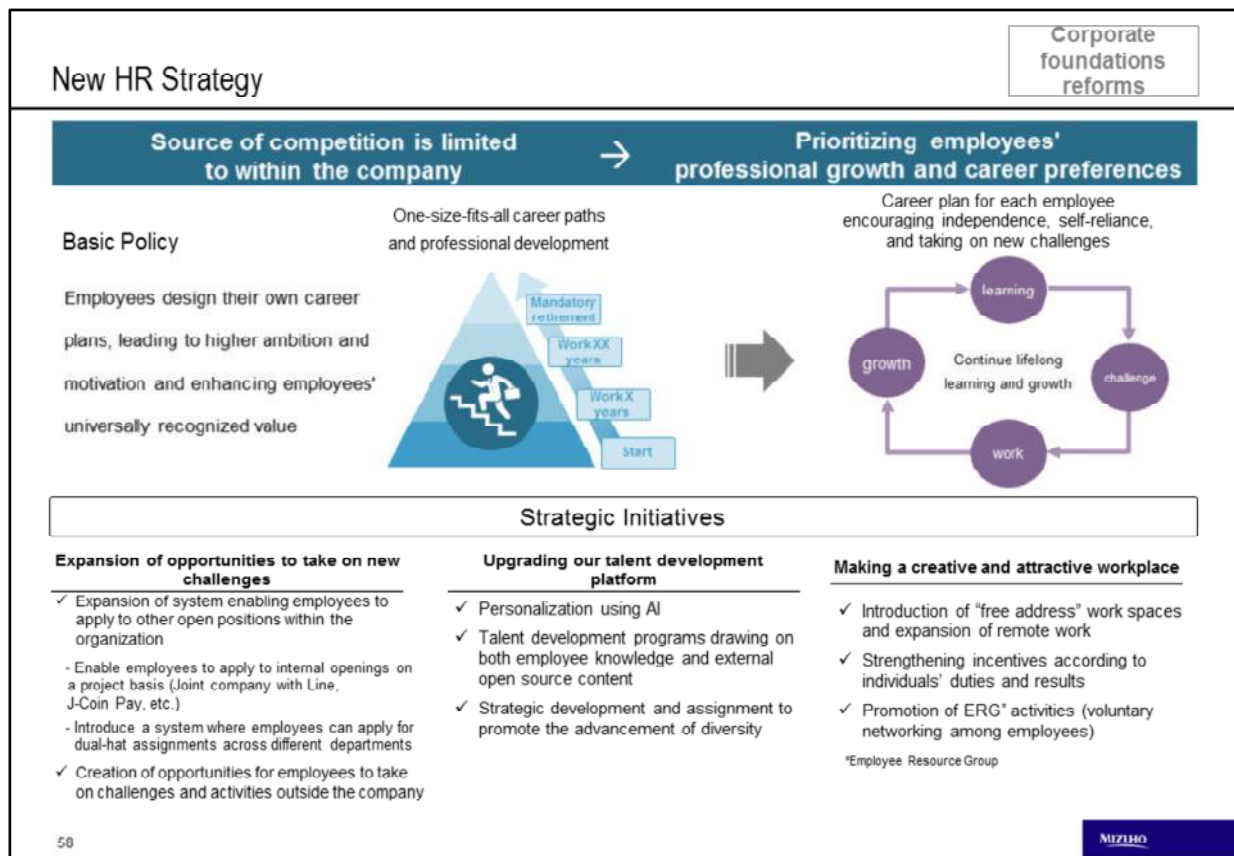 New HR Strategy
Corporate
foundations
reforms
Source of competition is limited
to within the company
→
Prioritizing employees'
professional growth and career preferences
Basic Policy
Employees design their own career
plans, leading to higher ambition and
motivation and enhancing employees'
universally recognized value
One-size-fits-all career paths
and professional development
Mandatory
retirement
Work XX
years
Work X
years
Start
Career plan for each employee
encouraging independence, self-reliance,
and taking on new challenges
learning
growth
Continue lifelong
learning and growth
challenge
work
Strategic Initiatives
Expansion of opportunities to take on new
challenges
✓ Expansion of system enabling employees to
apply to other open positions within the
organization
- Enable employees to apply to internal openings on
a project basis (Joint company with Line,
J-Coin Pay, etc.)
- Introduce a system where employees can apply for
dual-hat assignments across different departments
✓ Creation of opportunities for employees to take
on challenges and activities outside the company
Upgrading our talent development
platform
✓ Personalization using AI
✓ Talent development programs drawing on
both employee knowledge and external
open source content
✓ Strategic development and assignment to
promote the advancement of diversity
Making a creative and attractive workplace
✓ Introduction of “free address” work spaces
and expansion of remote work
✓ Strengthening incentives according to
individuals’ duties and results
✓ Promotion of ERG* activities (voluntary
networking among employees)
*Employee Resource Group
58
MIZUHO